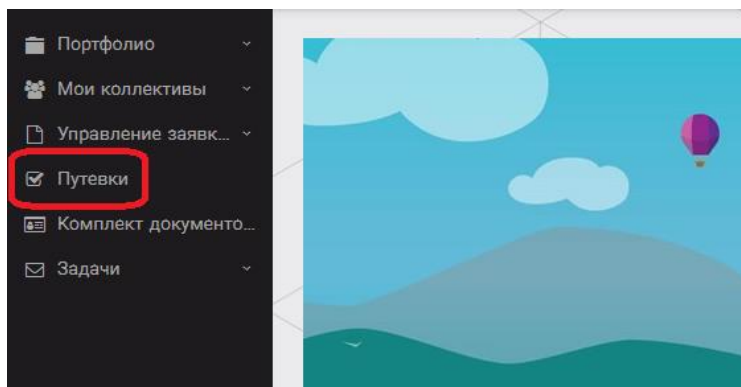 Портфолио
Мои коллективы
Управление заявк...
Путевки
Комплект документо...
Задачи